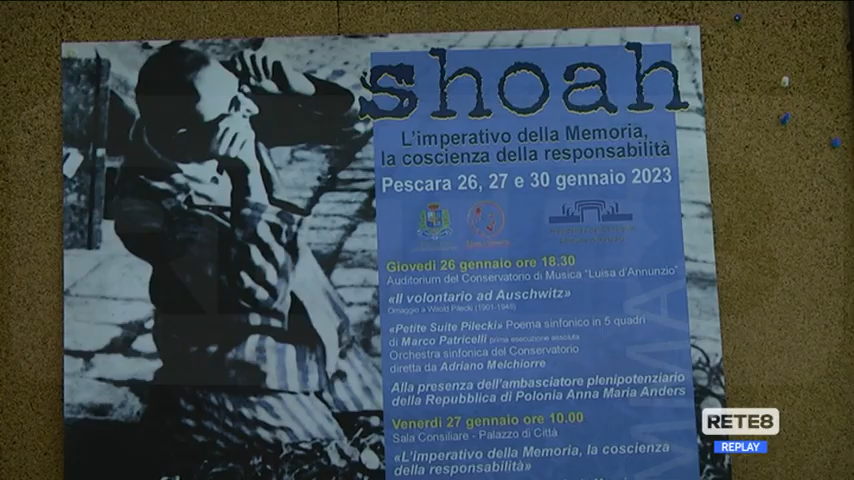 shoah
L'imperativo della Memoria,
la coscienza della responsabilità
Pescara 26, 27 e 30 gennaio 2023
Giovedì 26 gennaio ore 18.30
Auditorium del Conservatorio di Musica "Luisa d'Annunzio"
«Il volontario ad Auschwitz»
Omaggio a Witold Pilecki (1901-1948)
«Petite Suite Pilecki» Poema sinfonico in 5 quadri
di Marco Patricelli prima esecuzione assoluta
Orchestra sinfonica del Conservatorio
diretta da Adriano Melchiorre
Alla presenza dell'ambasciatore plenipotenziario
della Repubblica di Polonia Anna Maria Anders
Venerdì 27 gennaio ore 10.00
Sala Consiliare - Palazzo di Città
«L'imperativo della Memoria, la coscienza
della responsabilità»
RETE8
REPLAY